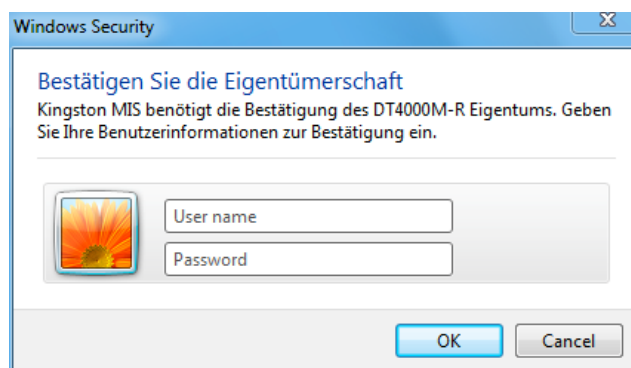 Windows Security
Bestätigen Sie die Eigentümerschaft
Kingston MIS benötigt die Bestätigung des DT4000M-R Eigentums. Geben
Sie Ihre Benutzerinformationen zur Bestätigung ein.
User name
Password
OK Cancel